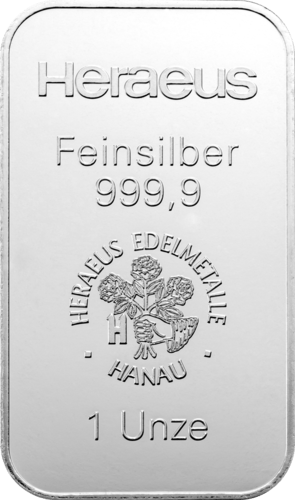 Heraeus
Feinsilber
999,9
HERAEUS EDELMETALLE
H
· HANAU ·
1 Unze